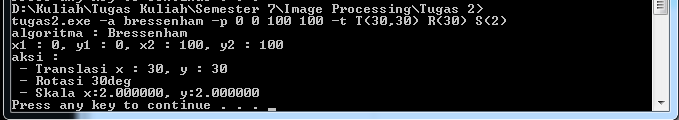 D:\Kuliah\Tugas Kuliah\Semester 7\Image Processing\Tugas 2>
tugas2.exe -a bressenham -p 0 0 100 100 -t T(30,30) R(30) S(2)
algoritma : Bressenham
x1 : 0, y1 : 0, x2 : 100, y2 : 100
aksi :
- Translasi x : 30, y : 30
- Rotasi 30deg
- Skala x:2.000000, y:2.000000
Press any key to continue . . .